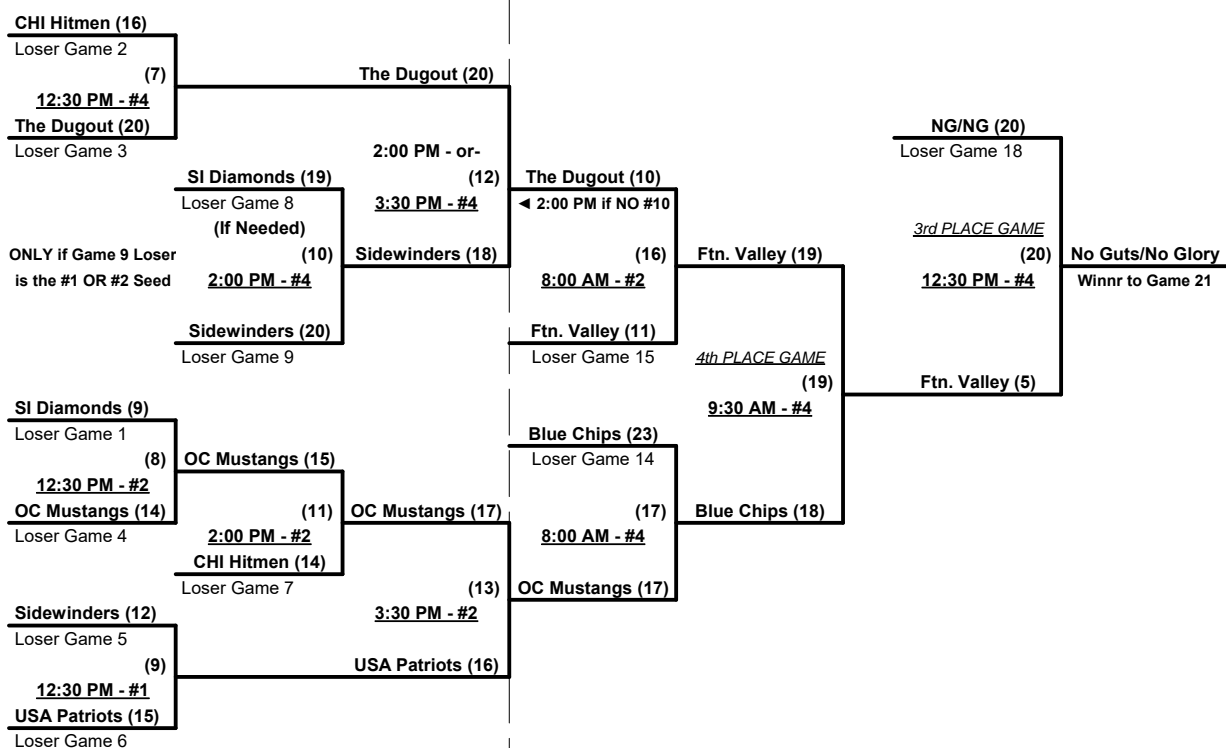 CHI Hitmen (16)
Loser Game 2
(7)
The Dugout (20)
12:30 PM - #4
The Dugout (20)
NG/NG (20)
Loser Game 3
Loser Game 18
2:00 PM - or-
SI Diamonds (19)
(12)
The Dugout (10)
Loser Game 8
3:30 PM - #4
◄ 2:00 PM if NO #10
(If Needed)
3rd PLACE GAME
ONLY if Game 9 Loser
(10)
Sidewinders (18)
(16)
Ftn. Valley (19)
(20)
No Guts/No Glory
is the #1 OR #2 Seed
2:00 PM - #4
8:00 AM - #2
12:30 PM - #4
Winnr to Game 21
Sidewinders (20)
Ftn. Valley (11)
Loser Game 9
Loser Game 15
4th PLACE GAME
(19)
Ftn. Valley (5)
SI Diamonds (9)
9:30 AM - #4
Loser Game 1
Blue Chips (23)
(8)
OC Mustangs (15)
Loser Game 14
12:30 PM - #2
OC Mustangs (14)
(11)
OC Mustangs (17)
(17)
Blue Chips (18)
Loser Game 4
2:00 PM - #2
8:00 AM - #4
CHI Hitmen (14)
Loser Game 7
(13)
OC Mustangs (17)
Sidewinders (12)
3:30 PM - #2
Loser Game 5
(9)
USA Patriots (16)
12:30 PM - #1
USA Patriots (15)
Loser Game 6